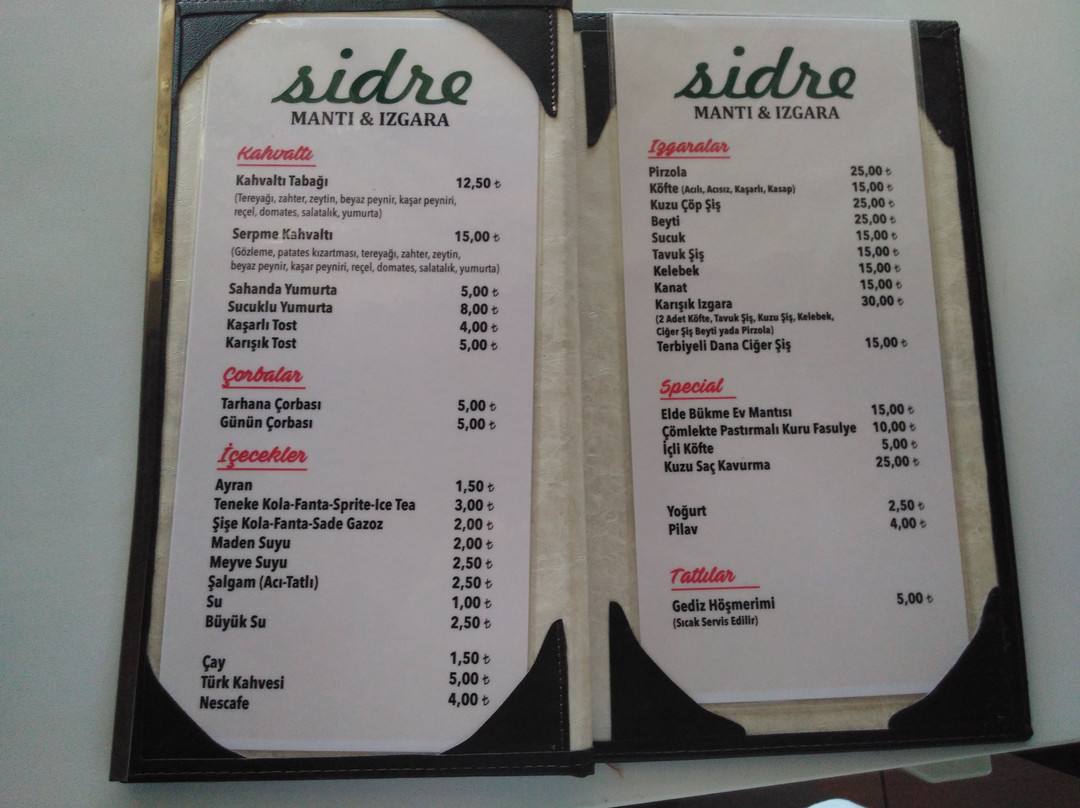 sidre
MANTI & IZGARA
Kahvaltı
Kahvaltı Tabağı 12,50 ₺
(Tereyağı, zahter, zeytin, beyaz peynir, kaşar peyniri,
reçel, domates, salatalık, yumurta)
Serpme Kahvaltı 15,00 ₺
(Gözleme, patates kızartması, tereyağı, zahter, zeytin,
beyaz peynir, kaşar peyniri, reçel, domates, salatalık, yumurta)
Sahanda Yumurta 5,00 ₺
Sucuklu Yumurta 8,00 ₺
Kaşarlı Tost 4,00 ₺
Karışık Tost 5,00 ₺
Çorbalar
Tarhana Çorbası 5,00 ₺
Günün Çorbası 5,00 ₺
İçecekler
Ayran 1,50 ₺
Teneke Kola-Fanta-Sprite-Ice Tea 3,00 ₺
Şişe Kola-Fanta-Sade Gazoz 2,00 ₺
Maden Suyu 2,00 ₺
Meyve Suyu 2,50 ₺
Şalgam (Acı-Tatlı) 2,50 ₺
Su 1,00 ₺
Büyük Su 2,50 ₺
Çay 1,50 ₺
Türk Kahvesi 5,00 ₺
Nescafe 4,00 ₺
sidre
MANTI & IZGARA
Izgaralar
Pirzola 25,00 ₺
Köfte (Acılı, Acısız, Kaşarlı, Kasap) 15,00 ₺
Kuzu Çöp Şiş 25,00 ₺
Beyti 25,00 ₺
Sucuk 15,00 ₺
Tavuk Şiş 15,00 ₺
Kelebek 15,00 ₺
Kanat 15,00 ₺
Karışık Izgara 30,00 ₺
(2 Adet Köfte, Tavuk Şiş, Kuzu Şiş, Kelebek,
Ciğer Şiş Beyti yada Pirzola)
Terbiyeli Dana Ciğer Şiş 15,00 ₺
Special
Elde Bükme Ev Mantısı 15,00 ₺
Çömlekte Pastırmalı Kuru Fasulye 10,00 ₺
İçli Köfte 5,00 ₺
Kuzu Saç Kavurma 25,00 ₺
Yoğurt 2,50 ₺
Pilav 4,00 ₺
Tatlılar
Gediz Höşmerimi 5,00 ₺
(Sıcak Servis Edilir)